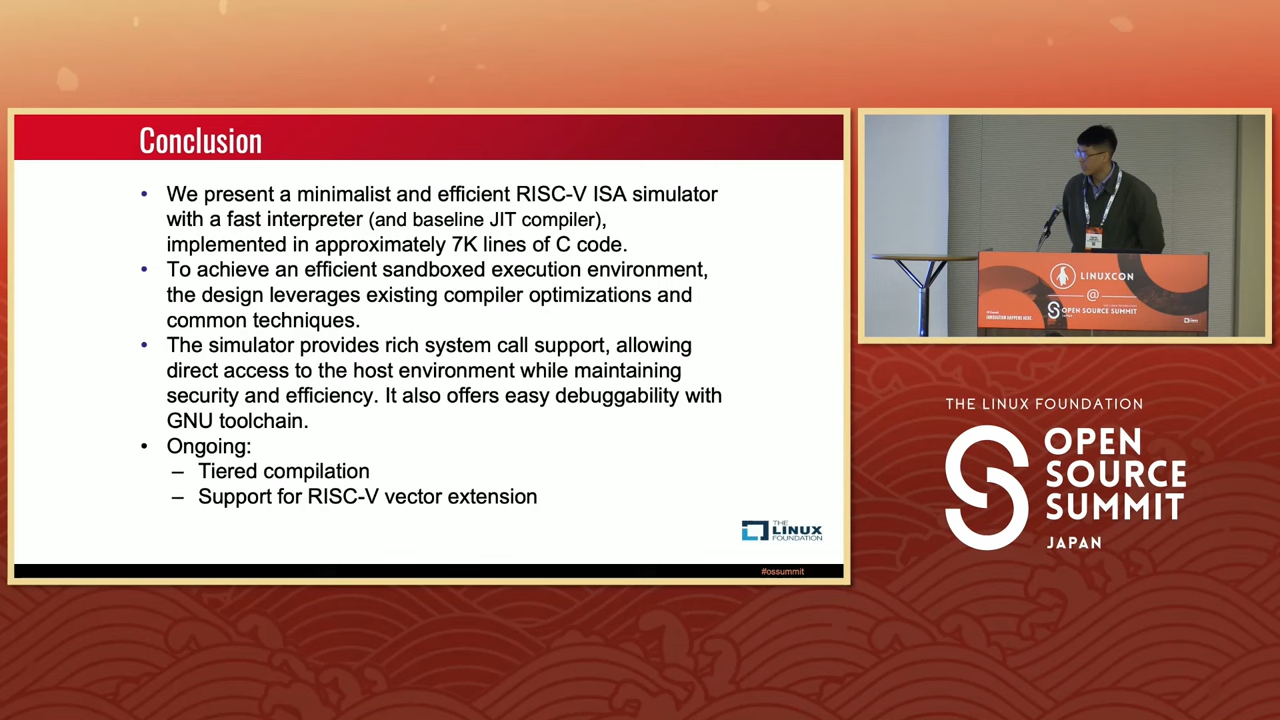 Conclusion
• We present a minimalist and efficient RISC-V ISA simulator
with a fast interpreter (and baseline JIT compiler),
implemented in approximately 7K lines of C code.
• To achieve an efficient sandboxed execution environment,
the design leverages existing compiler optimizations and
common techniques.
• The simulator provides rich system call support, allowing
direct access to the host environment while maintaining
security and efficiency. It also offers easy debuggability with
GNU toolchain.
• Ongoing:
– Tiered compilation
– Support for RISC-V vector extension
THE
LINUX
FOUNDATION
#ossummit
LINUXCON
@
OPEN SOURCE SUMMIT
INNOVATION HAPPENS HERE
THE LINUX FOUNDATION
OPEN
SOURCE
SUMMIT
JAPAN